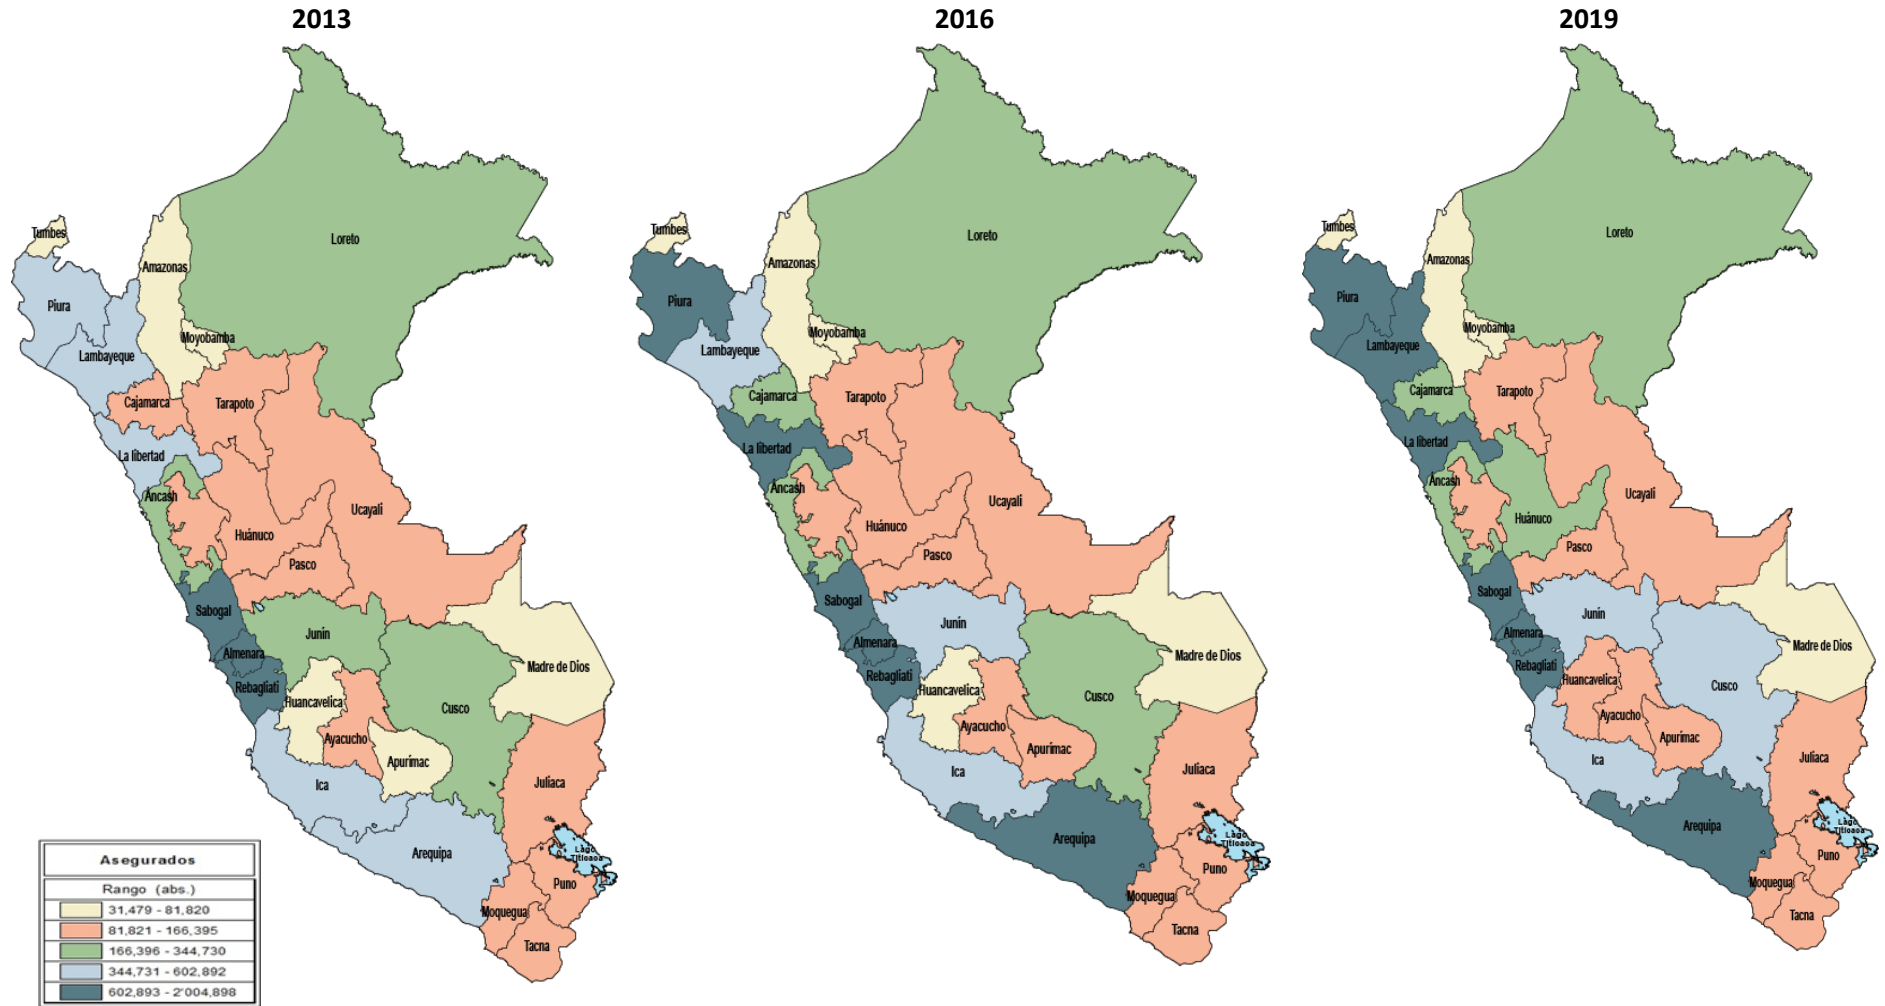 2013
2016
2019
Tumbes
Piura
Lambayeque
Amazonas
Loreto
Moyobamba
Cajamarca
Tarapoto
La libertad
Áncash
Huánuco
Ucayali
Pasco
Sabogal
Junín
Almenara
Rebagliati
Huancavelica
Madre de Dios
Cusco
Ayacucho
Apurímac
Ica
Juliaca
Arequipa
Lago
Titicaca
Puno
Moquegua
Tacna
Tumbes
Piura
Lambayeque
Amazonas
Loreto
Moyobamba
Cajamarca
Tarapoto
La libertad
Áncash
Huánuco
Ucayali
Pasco
Sabogal
Junín
Almenara
Rebagliati
Huancavelica
Madre de Dios
Cusco
Ayacucho
Apurímac
Ica
Juliaca
Arequipa
Lago
Titicaca
Puno
Moquegua
Tacna
Tumbes
Piura
Lambayeque
Amazonas
Loreto
Moyobamba
Cajamarca
Tarapoto
La libertad
Áncash
Huánuco
Ucayali
Pasco
Sabogal
Junín
Almenara
Rebagliati
Huancavelica
Madre de Dios
Cusco
Ayacucho
Apurímac
Ica
Juliaca
Arequipa
Lago
Titicaca
Puno
Moquegua
Tacna
Asegurados
Rango (abs.)
31,479 - 81,820
81,821 - 166,395
166,396 - 344,730
344,731 - 602,892
602,893 - 2'004,898